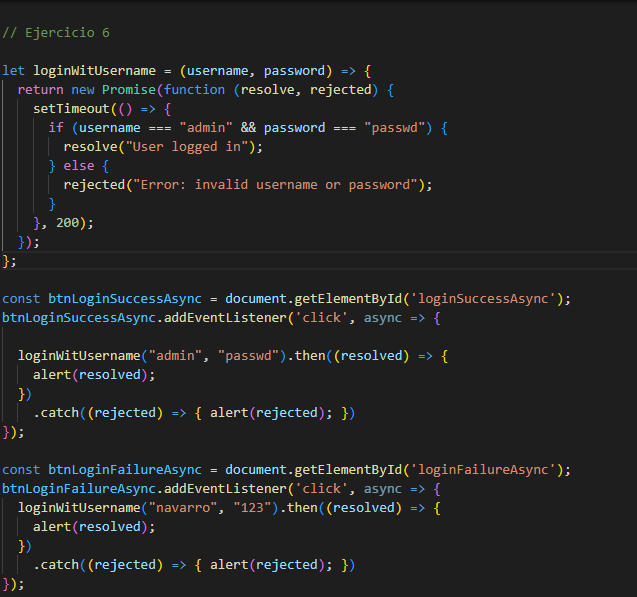 // Ejercicio 6
let loginWitUsername = (username, password) => {
return new Promise(function (resolve, rejected) {
setTimeout(() => {
if (username === "admin" && password === "passwd") {
resolve("User logged in");
} else {
rejected("Error: invalid username or password");
}
}, 200);
});
};
const btnLoginSuccessAsync = document.getElementById('loginSuccessAsync');
btnLoginSuccessAsync.addEventListener('click', async => {
loginWitUsername("admin", "passwd").then((resolved) => {
alert(resolved);
})
.catch((rejected) => { alert(rejected); })
});
const btnLoginFailureAsync = document.getElementById('loginFailureAsync');
btnLoginFailureAsync.addEventListener('click', async => {
loginWitUsername("navarro", "123").then((resolved) => {
alert(resolved);
})
.catch((rejected) => { alert(rejected); })
});